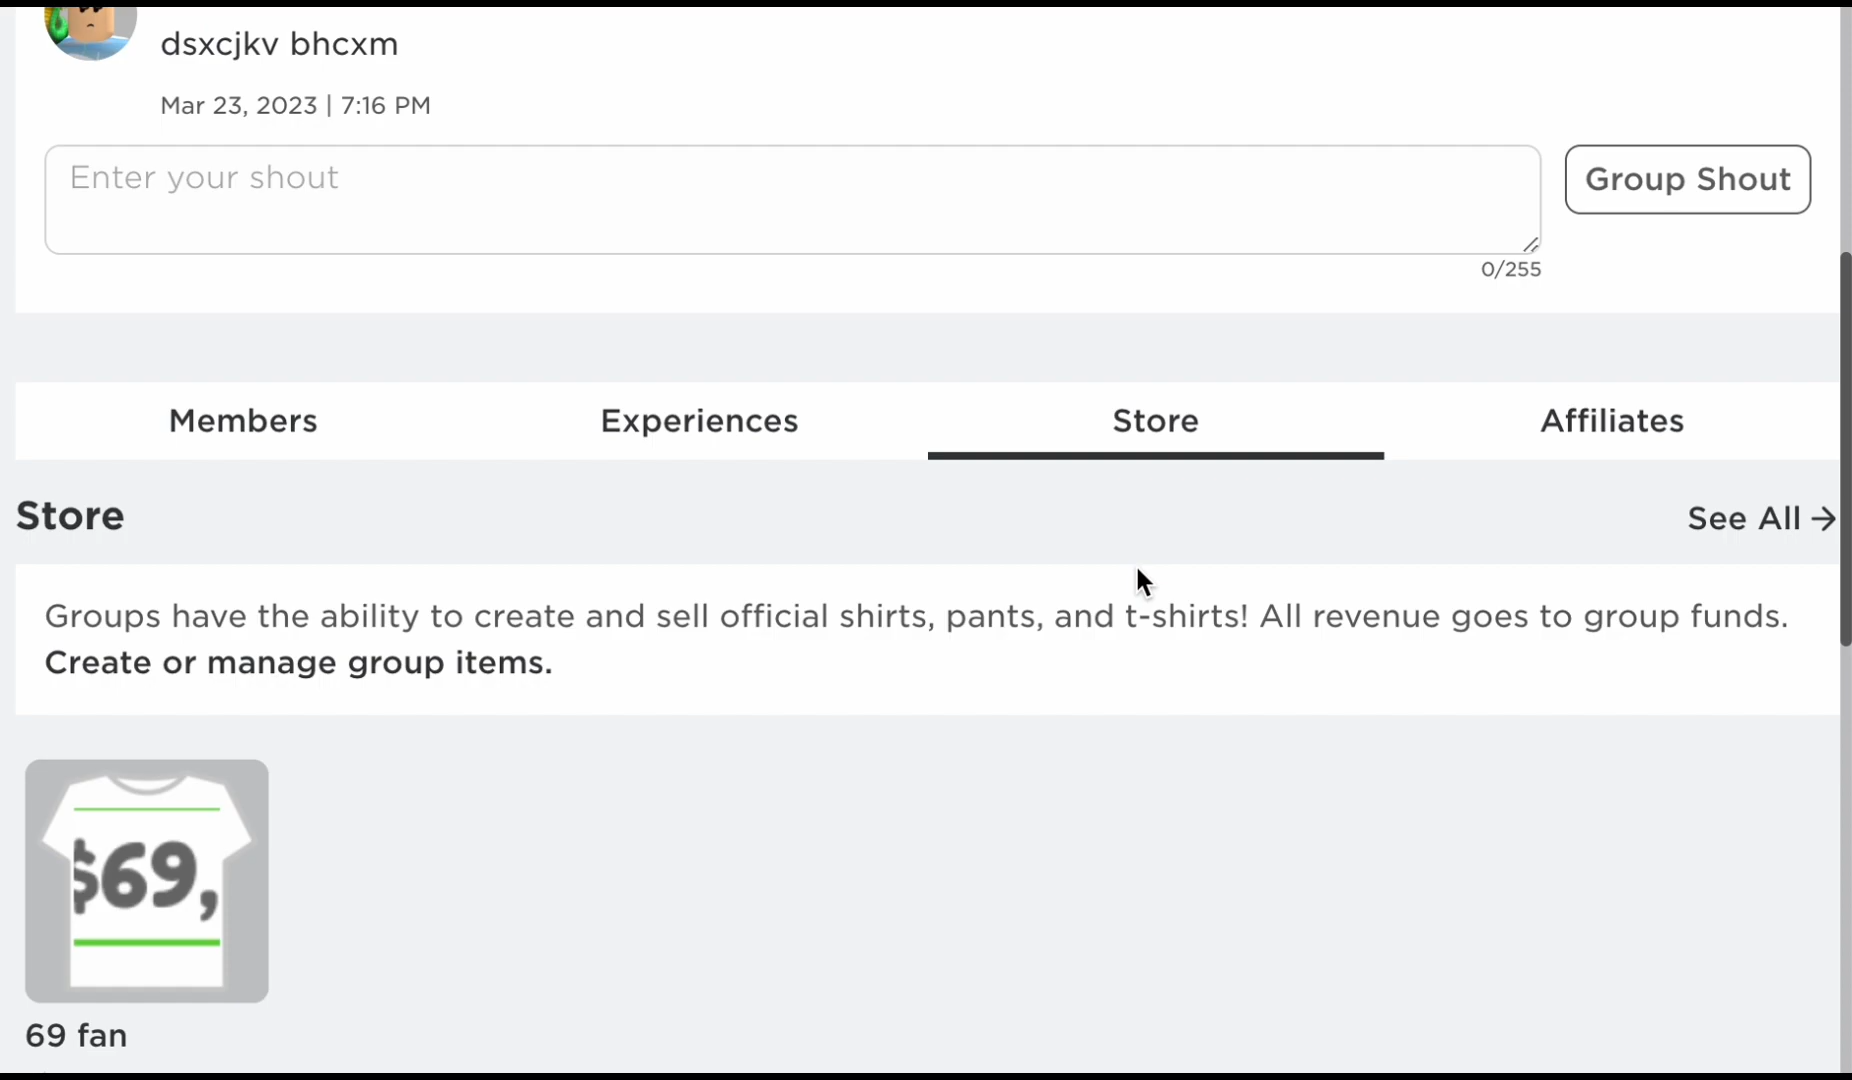 dsxcjkv bhcxm
Mar 23, 2023 | 7:16 PM
Enter your shout
Group Shout
0/255
Members
Experiences
Store
Affiliates
Store
See All →
Groups have the ability to create and sell official shirts, pants, and t-shirts! All revenue goes to group funds.
Create or manage group items.
$69,
69 fan